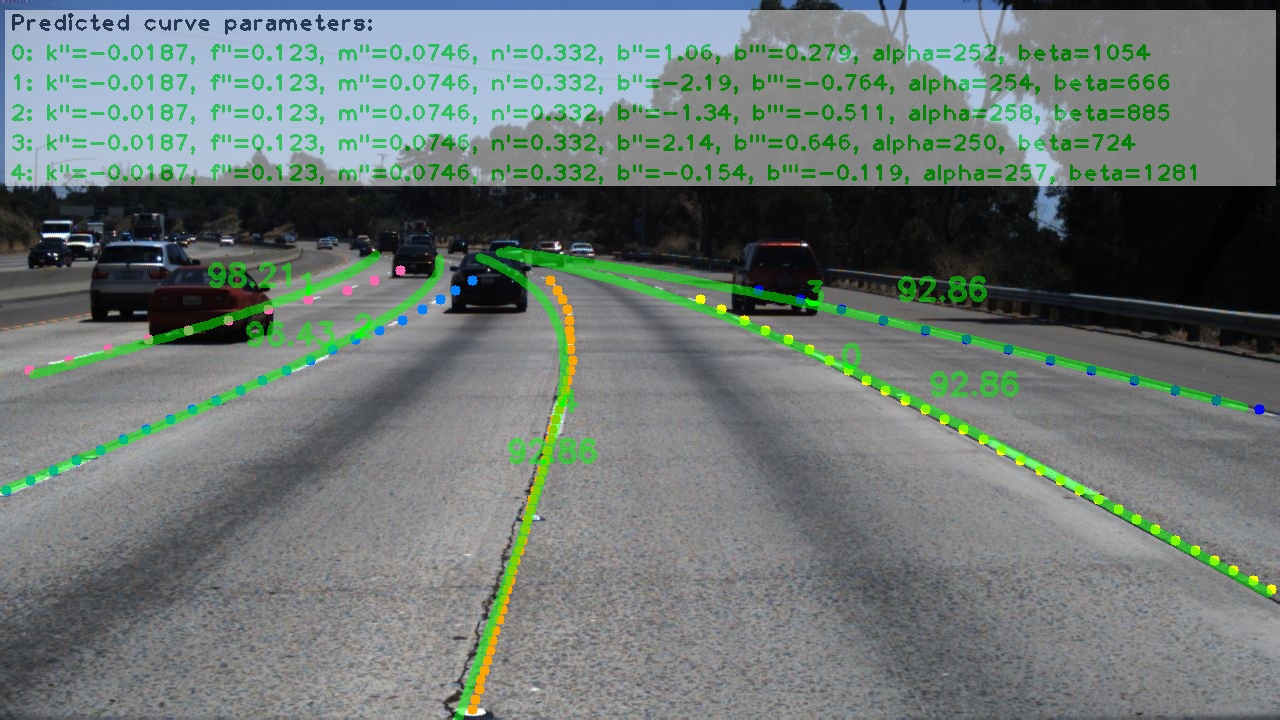 Predicted curve parameters:
0: k''=-0.0187, f''=0.123, m''=0.0746, n'=0.332, b''=1.06, b'''=0.279, alpha=252, beta=1054
1: k''=-0.0187, f''=0.123, m''=0.0746, n'=0.332, b''=-2.19, b'''=-0.764, alpha=254, beta=666
2: k''=-0.0187, f''=0.123, m''=0.0746, n'=0.332, b''=-1.34, b'''=-0.511, alpha=258, beta=885
3: k''=-0.0187, f''=0.123, m''=0.0746, n'=0.332, b''=2.14, b'''=0.646, alpha=250, beta=724
4: k''=-0.0187, f''=0.123, m''=0.0746, n'=0.332, b''=-0.154, b'''=-0.119, alpha=257, beta=1281
98.21 1
3 92.86
96.43 2
0
92.86
4
92.86